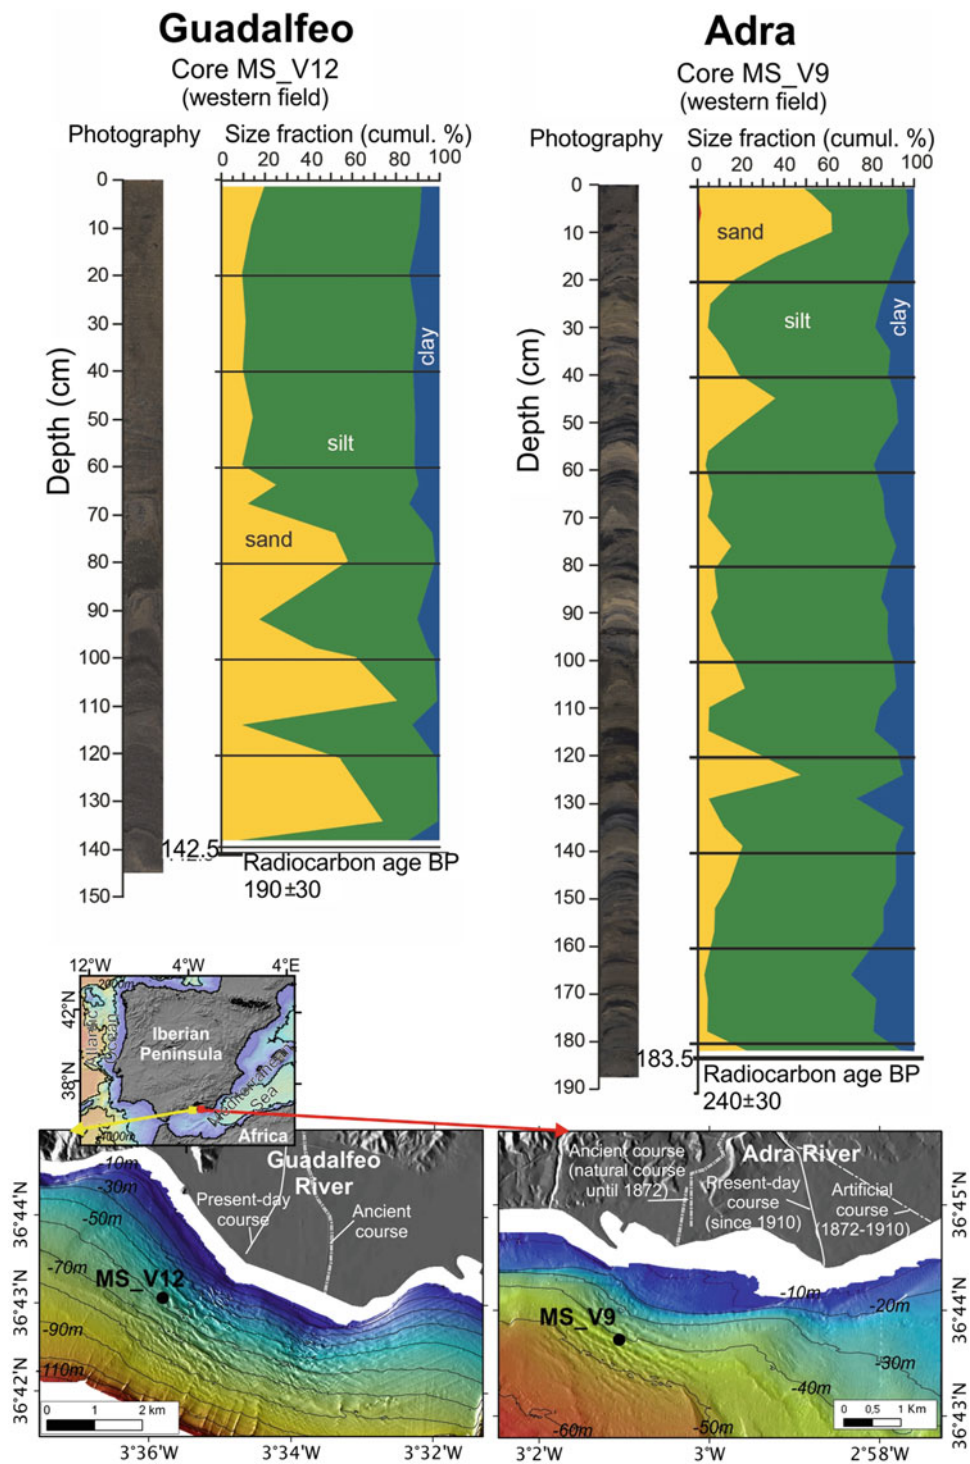 Guadalfeo
Core MS_V12
(western field)
Photography
Size fraction (cumul. %)
0 20 40 60 80 100
0
10
20
30
40
50
60
70
80
90
100
110
120
130
140
150
Depth (cm)
clay
silt
sand
142.5
Radiocarbon age BP
190±30
Adra
Core MS_V9
(western field)
Photography
Size fraction (cumul. %)
0 20 40 60 80 100
0
10
20
30
40
50
60
70
80
90
100
110
120
130
140
150
160
170
180
190
Depth (cm)
sand
silt
clay
183.5
Radiocarbon age BP
240±30
12°W 4°W 4°E
42°N
38°N
2000m
Ocean
Iberian
Peninsula
Mediterranean
Sea
1000m
Africa
Guadalfeo
River
Present-day
course
Ancient
course
-10m
-30m
-50m
-70m
-90m
110m
MS_V12
36°44'N
36°43'N
36°42'N
0 1 2 km
3°36'W 3°34'W 3°32'W
Ancient course
(natural course
until 1872)
Adra River
Present-day
course
(since 1910)
Artificial
course
(1872-1910)
MS_V9
-10m
-20m
-30m
-40m
-50m
-60m
36°45'N
36°44'N
36°43'N
0 0,5 1 Km
3°2'W 3°W 2°58'W